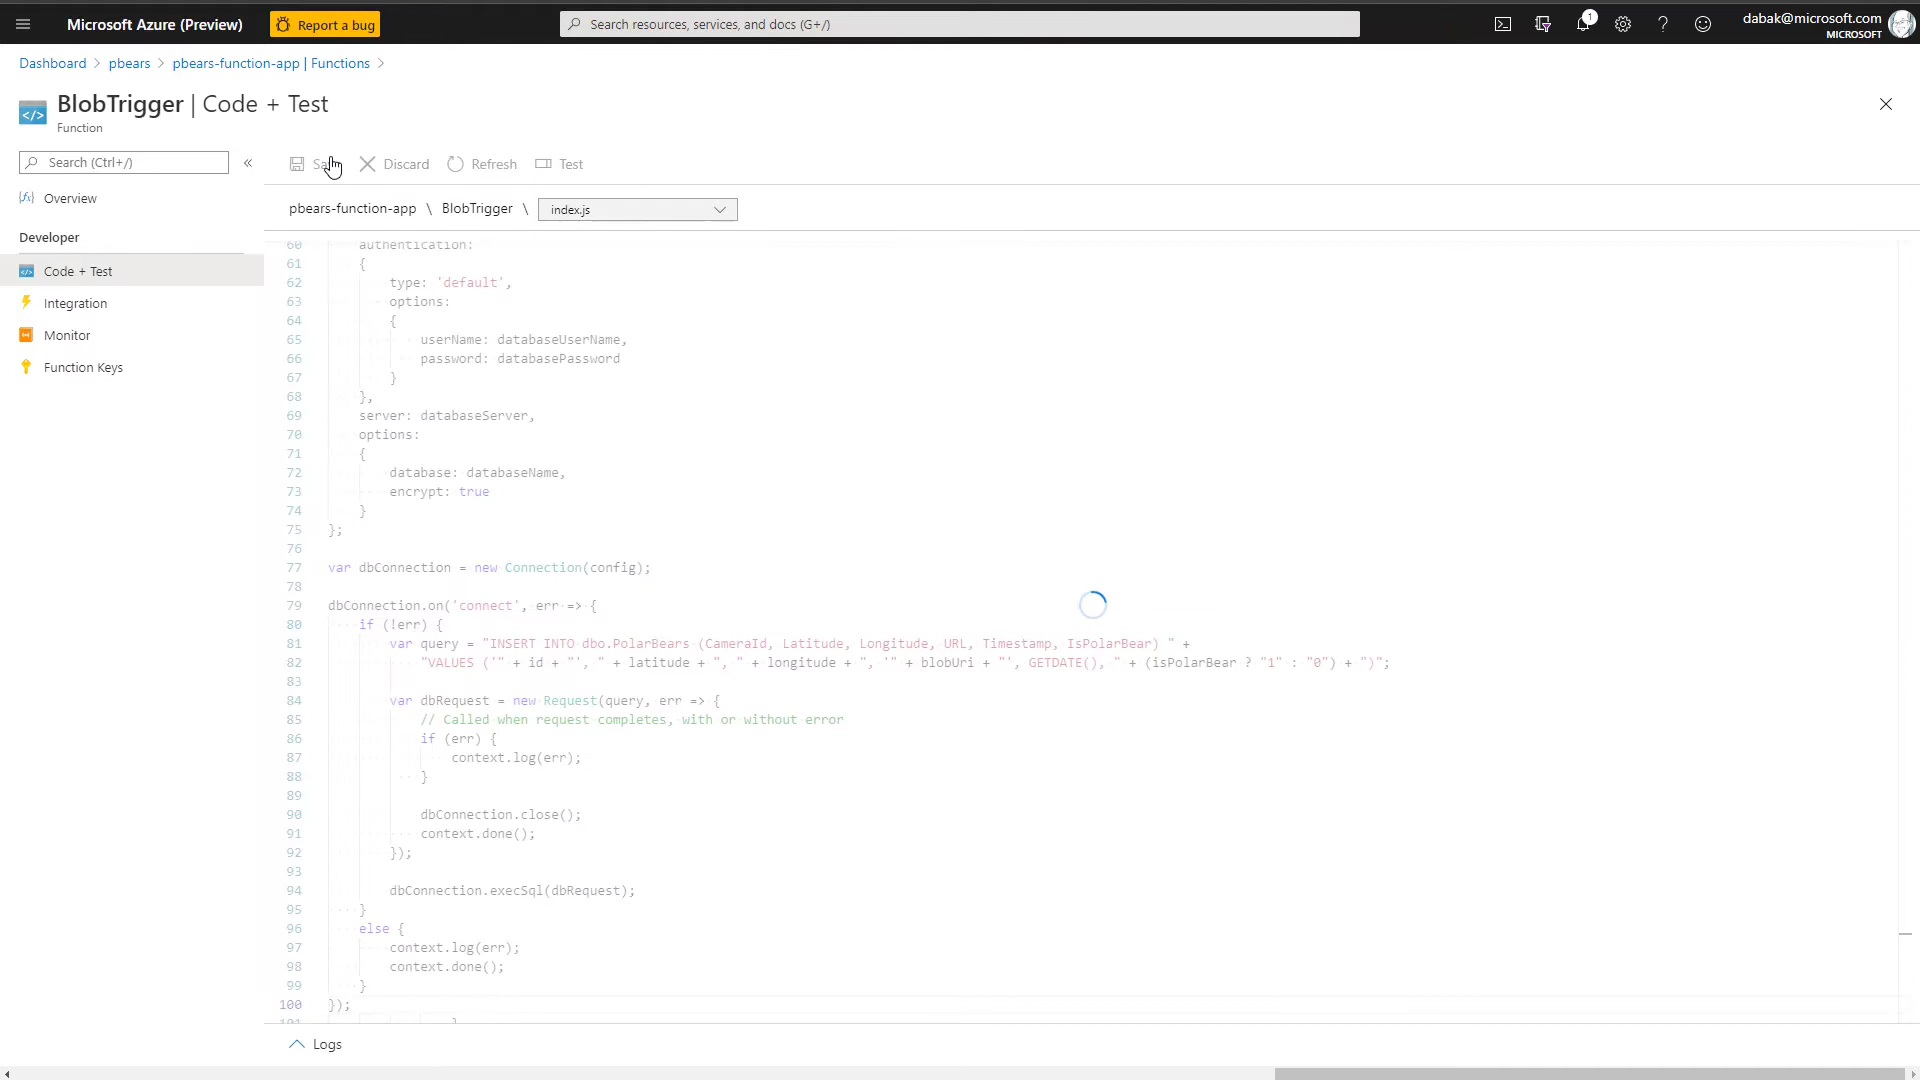 Microsoft Azure (Preview)
Report a bug
Search resources, services, and docs (G+/)
1
dabak@microsoft.com
MICROSOFT
Dashboard > pbears > pbears-function-app | Functions >
BlobTrigger | Code + Test
Function
Search (Ctrl+/)
«
Discard
Refresh
Test
Overview
pbears-function-app \ BlobTrigger \ index.js
Developer
Code + Test
Integration
Monitor
Function Keys
60 authentication:
61 {
62 type: 'default',
63 options:
64 {
65 userName: databaseUserName,
66 password: databasePassword
67 }
68 },
69 server: databaseServer,
70 options:
71 {
72 database: databaseName,
73 encrypt: true
74 }
75 };
76
77 var dbConnection = new Connection(config);
78
79 dbConnection.on('connect', err => {
80 if (!err) {
81 var query = "INSERT INTO dbo.PolarBears (CameraId, Latitude, Longitude, URL, Timestamp, IsPolarBear) " +
82 "VALUES ('" + id + "', " + latitude + ", " + longitude + ", '" + blobUri + "', GETDATE(), " + (isPolarBear ? "1" : "0") + ")";
83
84 var dbRequest = new Request(query, err => {
85 // Called when request completes, with or without error
86 if (err) {
87 context.log(err);
88 }
89
90 dbConnection.close();
91 context.done();
92 });
93
94 dbConnection.execSql(dbRequest);
95 }
96 else {
97 context.log(err);
98 context.done();
99 }
100 });
Logs